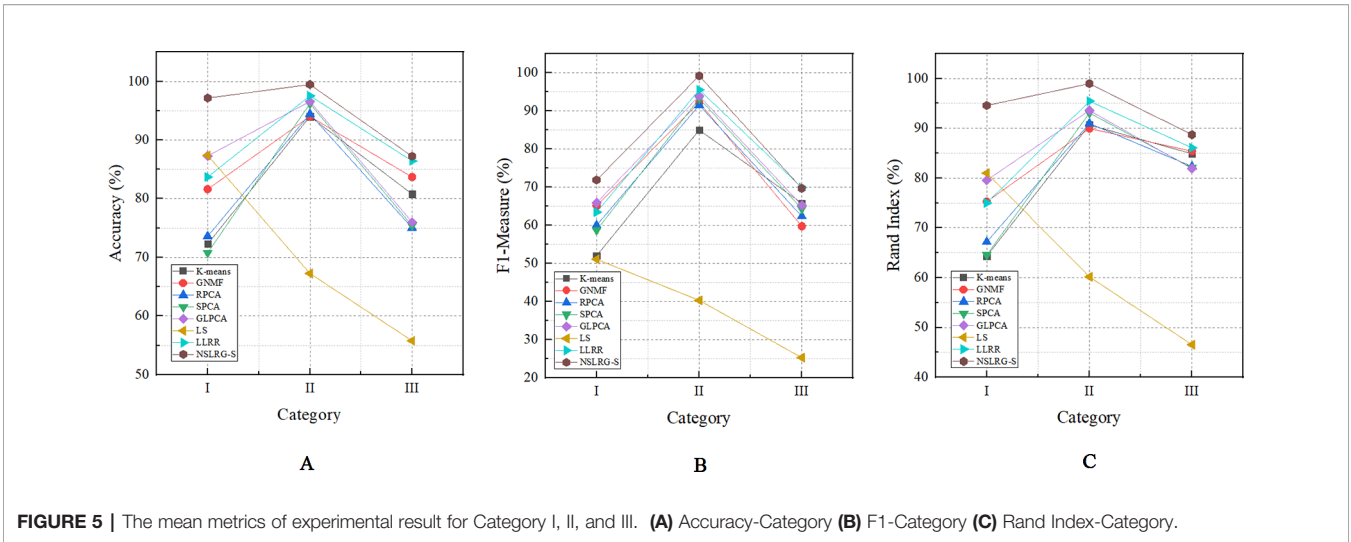 100
90
80
70
60
50
Accuracy (%)
K-means
GNMF
RPCA
SPCA
GLPCA
LS
LLRR
NSLRG-S
I II III
Category
A
100
90
80
70
60
50
40
30
20
F1-Measure (%)
K-means
GNMF
RPCA
SPCA
GLPCA
LS
LLRR
NSLRG-S
I II III
Category
B
100
90
80
70
60
50
40
Rand Index (%)
K-means
GNMF
RPCA
SPCA
GLPCA
LS
LLRR
NSLRG-S
I II III
Category
C
FIGURE 5 | The mean metrics of experimental result for Category I, II, and III. (A) Accuracy-Category (B) F1-Category (C) Rand Index-Category.